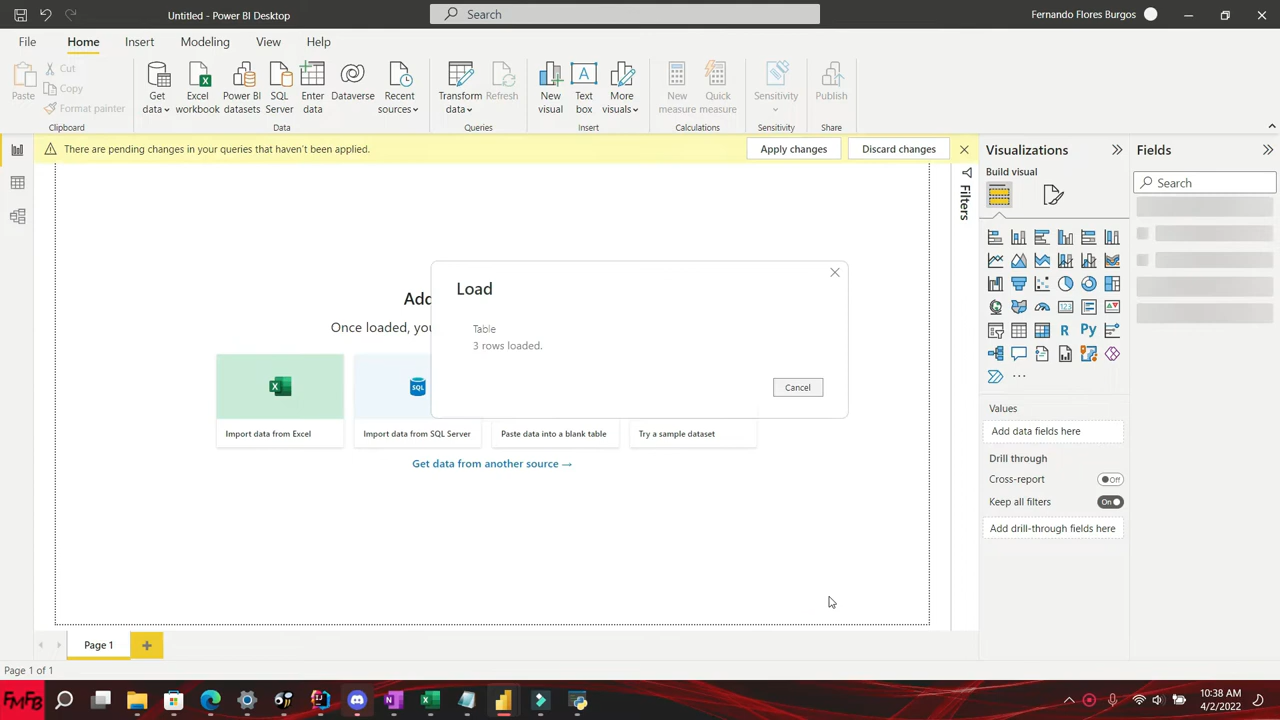 Untitled - Power BI Desktop
Search
Fernando Flores Burgos
File
Home
Insert
Modeling
View
Help
Paste
Cut
Copy
Format painter
Clipboard
Get data
Excel workbook
Power BI datasets
SQL Server
Enter data
Dataverse
Recent sources
Data
Transform data
Refresh
Queries
New visual
Text box
More visuals
Insert
New measure
Quick measure
Calculations
Sensitivity
Sensitivity
Publish
Share
There are pending changes in your queries that haven't been applied.
Apply changes
Discard changes
Filters
Visualizations
Build visual
Fields
Search
Add
Once loaded, you
Load
Table
3 rows loaded.
Cancel
SQL
Import data from Excel
Import data from SQL Server
Paste data into a blank table
Try a sample dataset
Get data from another source →
R
Py
123
Values
Add data fields here
Drill through
Cross-report
Off
Keep all filters
On
Add drill-through fields here
Page 1
Page 1 of 1
FMFB
10:38 AM
4/2/2022